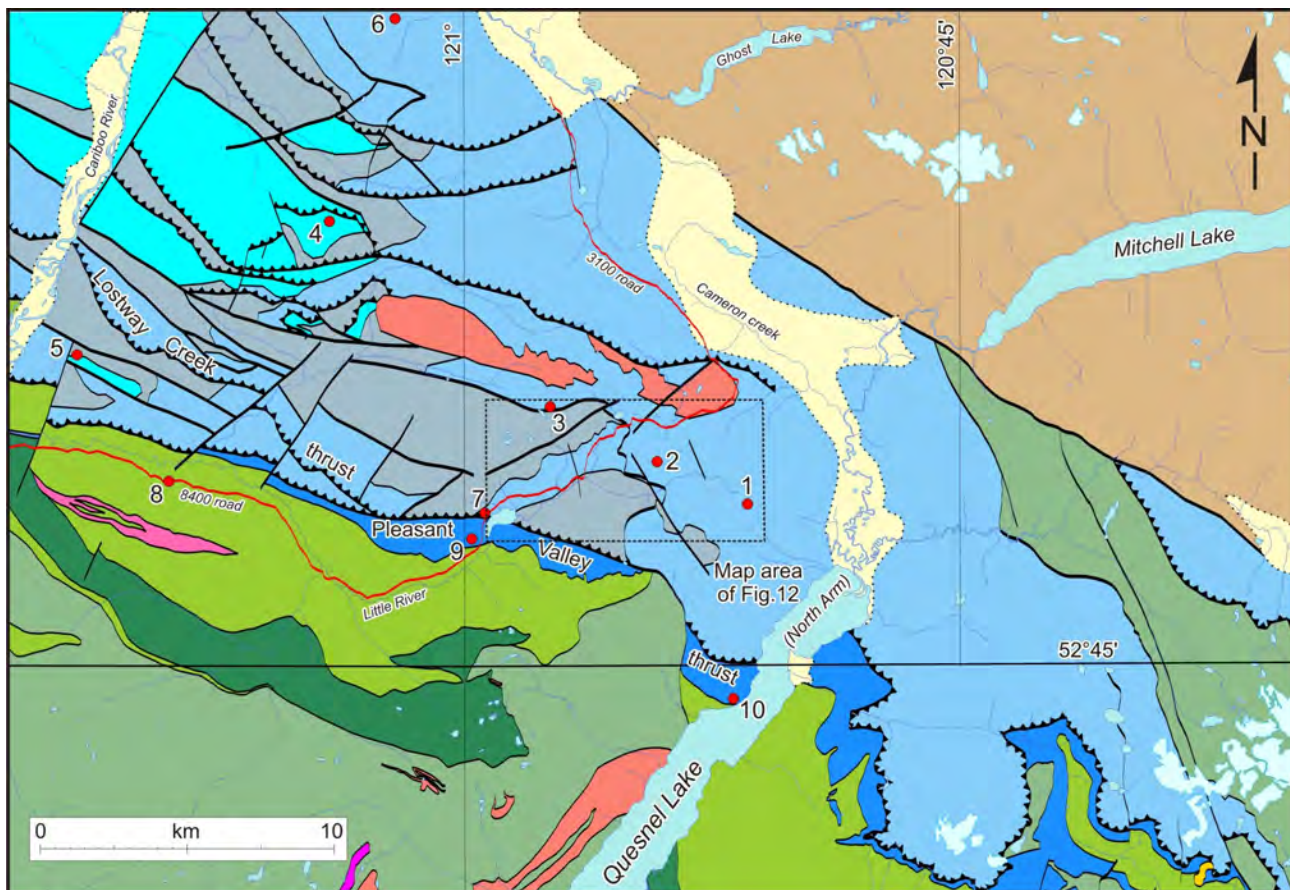 6
121°
Ghost Lake
120°45'
N
Cariboo River
4
3100 road
Mitchell Lake
Cameron creek
Lostway
Creek
5
3
thrust
2
1
8
8400 road
7
Pleasant
9
Valley
Map area
of Fig.12
Little River
(North Arm)
52°45'
thrust
10
Quesnel Lake
0 km 10